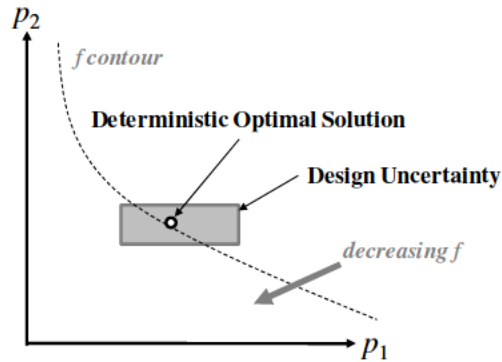 p₂
f contour
Deterministic Optimal Solution
Design Uncertainty
decreasing f
p₁